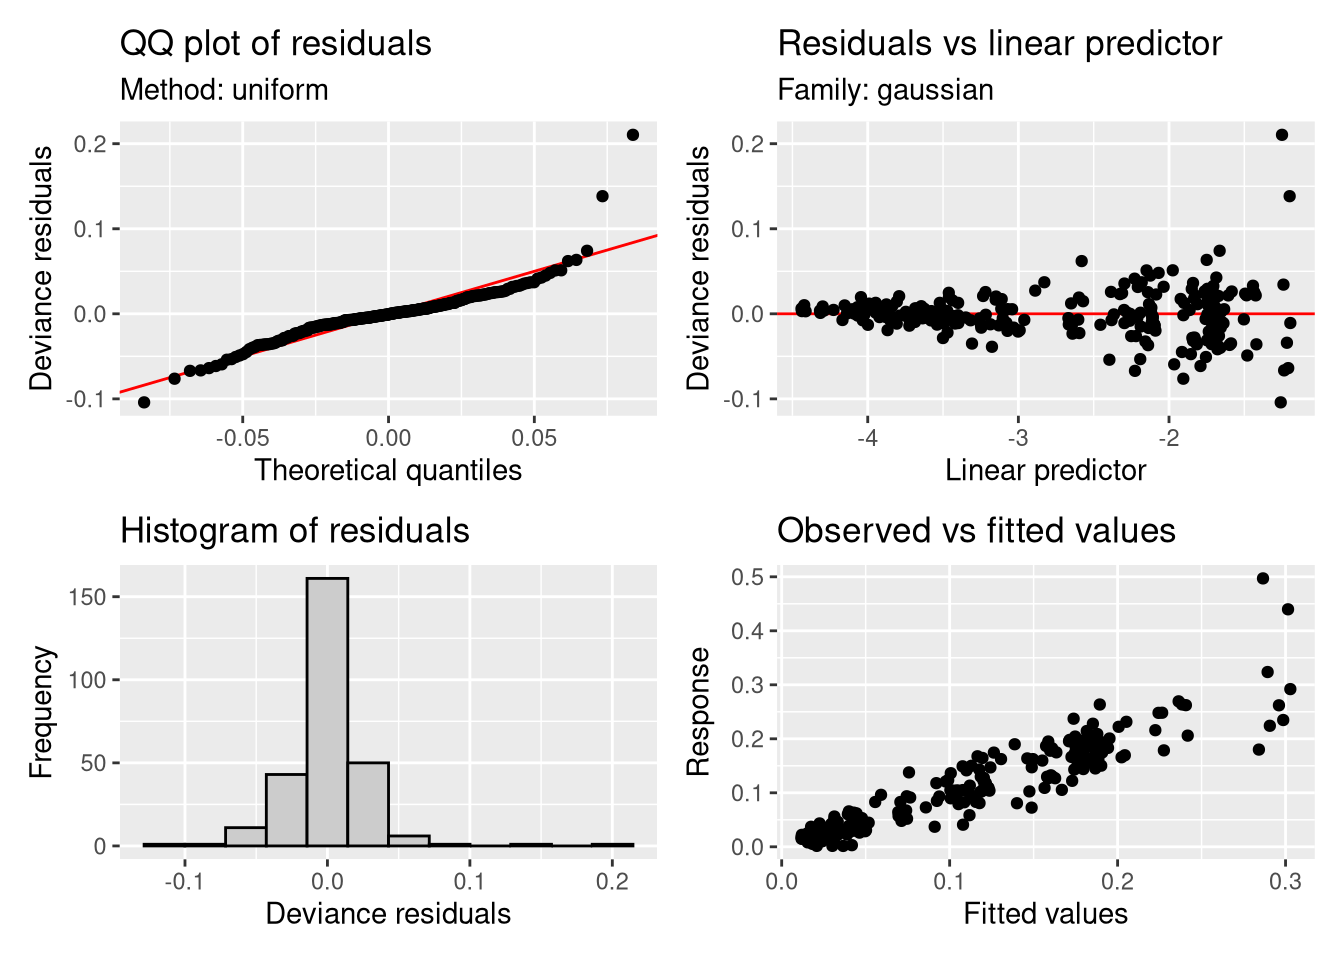 QQ plot of residuals
Method: uniform
Deviance residuals
0.2
0.1
0.0
-0.1
-0.05
0.00
0.05
Theoretical quantiles
Residuals vs linear predictor
Family: gaussian
Deviance residuals
0.2
0.1
0.0
-0.1
-4
-3
-2
Linear predictor
Histogram of residuals
Frequency
150
100
50
0
-0.1
0.0
0.1
0.2
Deviance residuals
Observed vs fitted values
Response
0.5
0.4
0.3
0.2
0.1
0.0
0.0
0.1
0.2
0.3
Fitted values